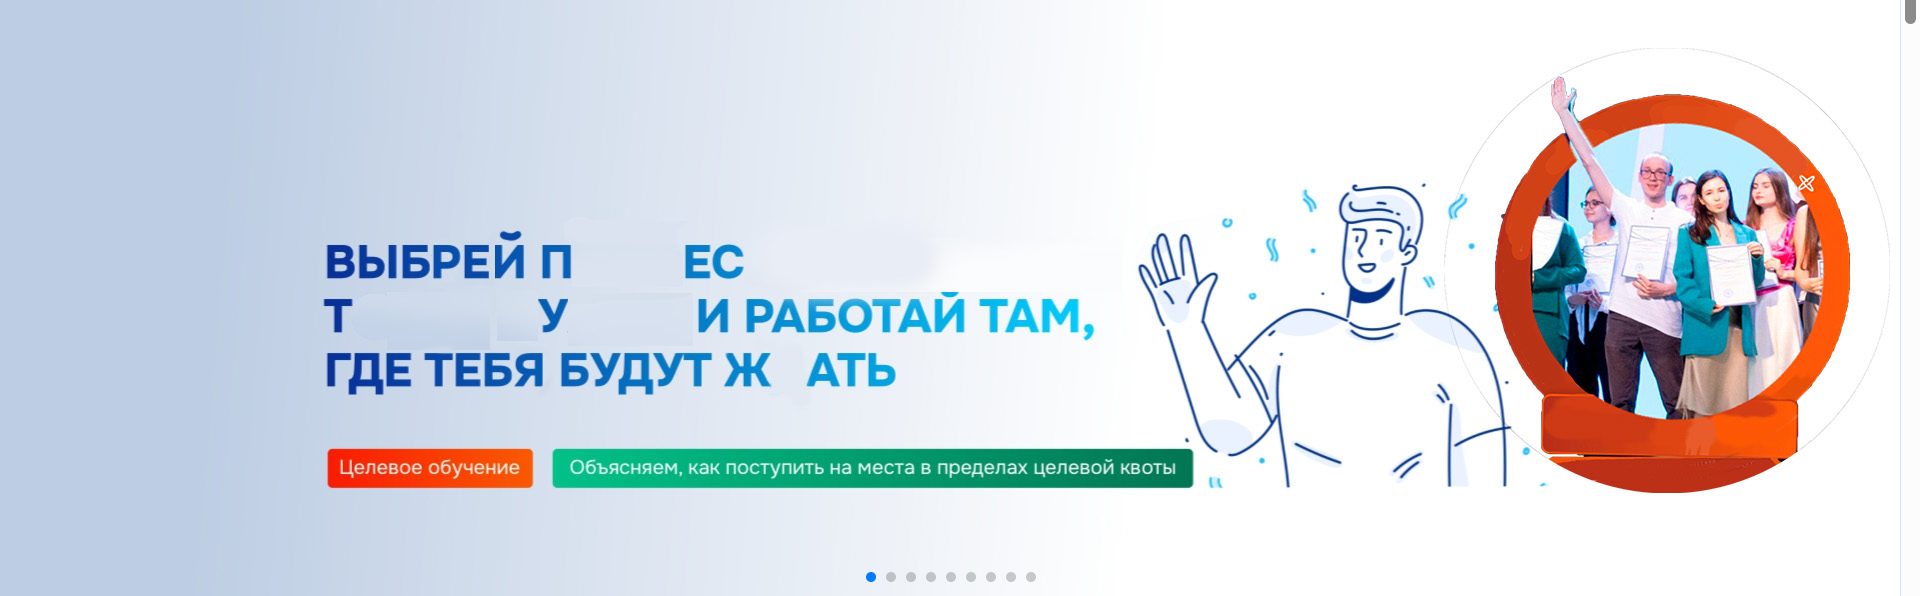 ВЫБРЕЙ П ЕС
Т У И РАБОТАЙ ТАМ,
ГДЕ ТЕБЯ БУДУТ Ж АТЬ
Целевое обучение
Объясняем, как поступить на места в пределах целевой квоты